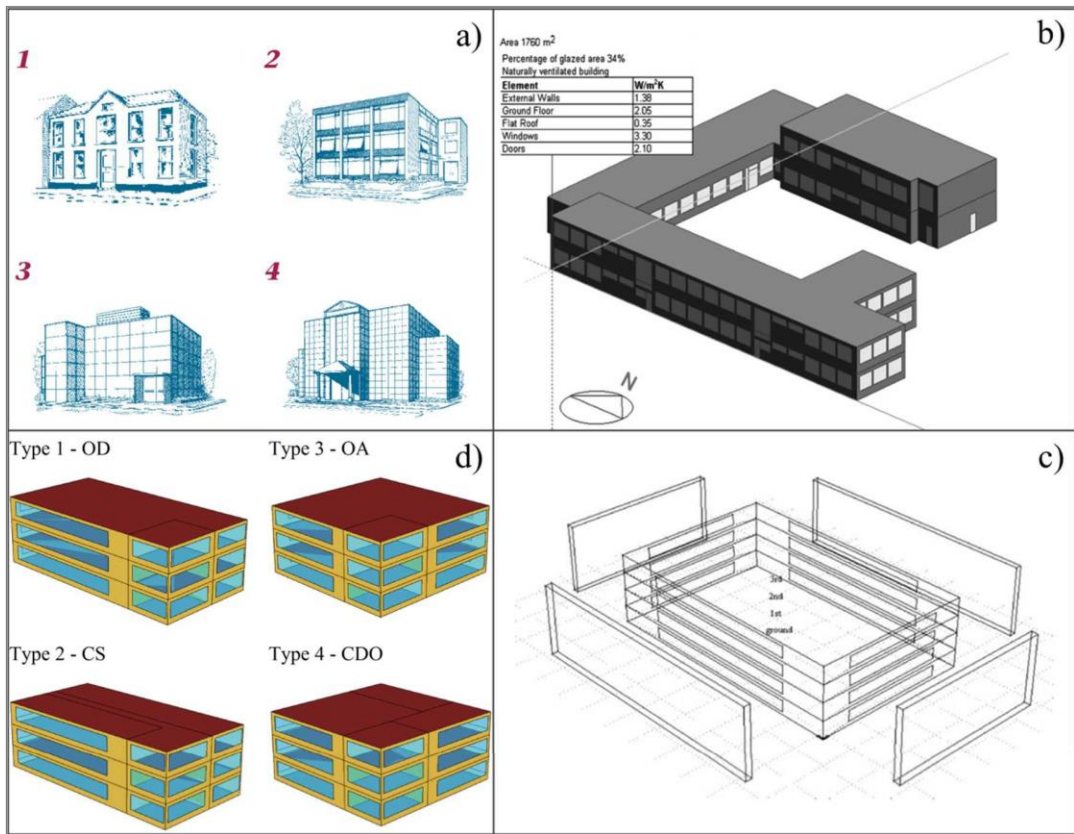 a)
1
2
3
4
b)
Area 1760 m²
Percentage of glazed area 34%
Naturally ventilated building
Element W/m²K
External Walls 1.38
Ground Floor 2.05
Flat Roof 0.35
Windows 3.30
Doors 2.10
N
d)
Type 1 - OD
Type 3 - OA
Type 2 - CS
Type 4 - CDO
c)
3rd
2nd
1st
ground